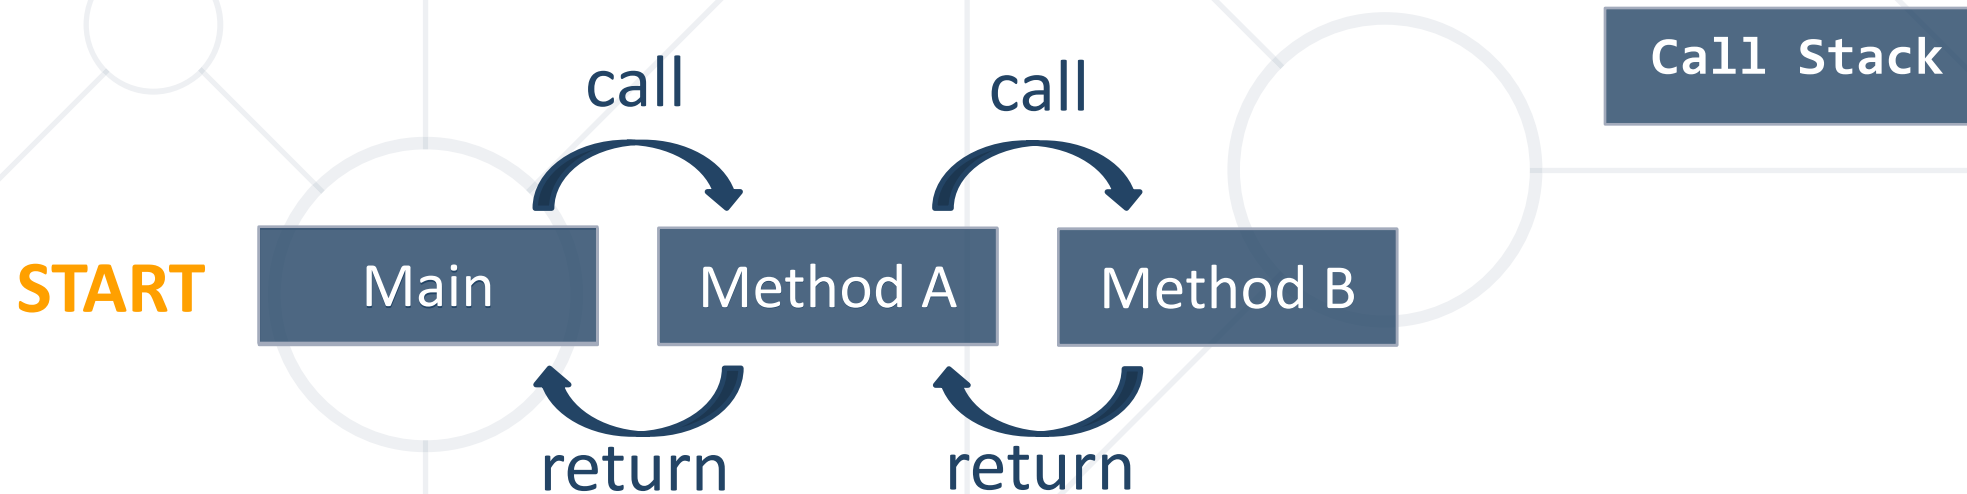 Call Stack
call
call
START
Main
Method A
Method B
return
return